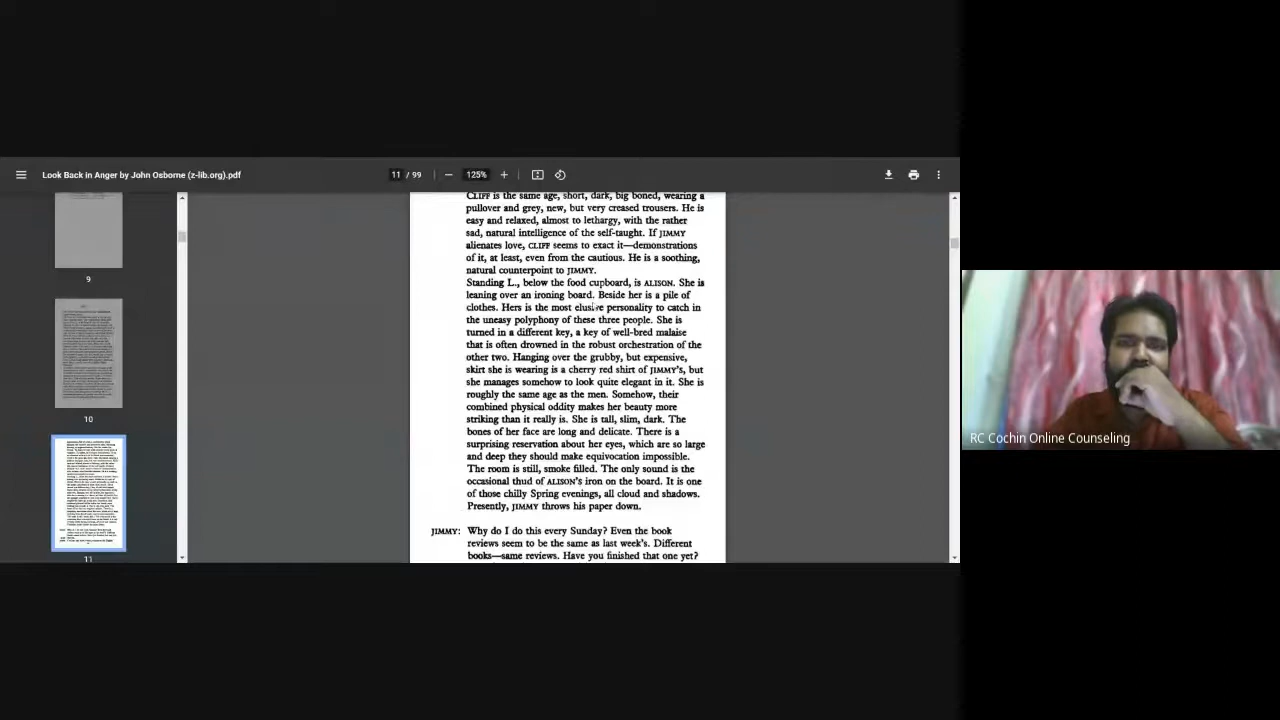 Look Back in Anger by John Osborne (z-lib.org).pdf
11 / 99
125%
9
10
11
CLIFF is the same age, short, dark, big boned, wearing a
pullover and grey, new, but very creased trousers. He is
easy and relaxed, almost to lethargy, with the rather
sad, natural intelligence of the self-taught. If JIMMY
alienates love, CLIFF seems to exact it—demonstrations
of it, at least, even from the cautious. He is a soothing,
natural counterpoint to JIMMY.
Standing L., below the food cupboard, is ALISON. She is
leaning over an ironing board. Beside her is a pile of
clothes. Hers is the most elusive personality to catch in
the uneasy polyphony of these three people. She is
turned in a different key, a key of well-bred malaise
that is often drowned in the robust orchestration of the
other two. Hanging over the grubby, but expensive,
skirt she is wearing is a cherry red shirt of JIMMY'S, but
she manages somehow to look quite elegant in it. She is
roughly the same age as the men. Somehow, their
combined physical oddity makes her beauty more
striking than it really is. She is tall, slim, dark. The
bones of her face are long and delicate. There is a
surprising reservation about her eyes, which are so large
and deep they should make equivocation impossible.
The room is still, smoke filled. The only sound is the
occasional thud of ALISON'S iron on the board. It is one
of those chilly Spring evenings, all cloud and shadows.
Presently, JIMMY throws his paper down.
JIMMY: Why do I do this every Sunday? Even the book
reviews seem to be the same as last week's. Different
books—same reviews. Have you finished that one yet?
PC Cochin Online Counseling